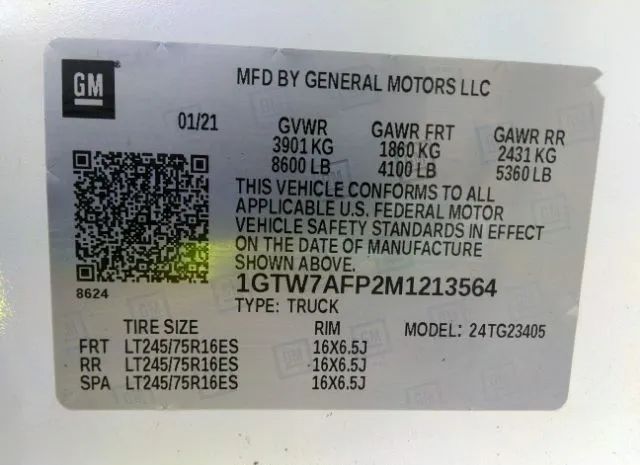 GM
MFD BY GENERAL MOTORS LLC
01/21 GVWR GAWR FRT GAWR RR
3901 KG 1860 KG 2431 KG
8600 LB 4100 LB 5360 LB
THIS VEHICLE CONFORMS TO ALL
APPLICABLE U.S. FEDERAL MOTOR
VEHICLE SAFETY STANDARDS IN EFFECT
ON THE DATE OF MANUFACTURE
SHOWN ABOVE.
8624
1GTW7AFP2M1213564
TYPE: TRUCK
TIRE SIZE RIM MODEL: 24TG23405
FRT LT245/75R16ES 16X6.5J
RR LT245/75R16ES 16X6.5J
SPA LT245/75R16ES 16X6.5J